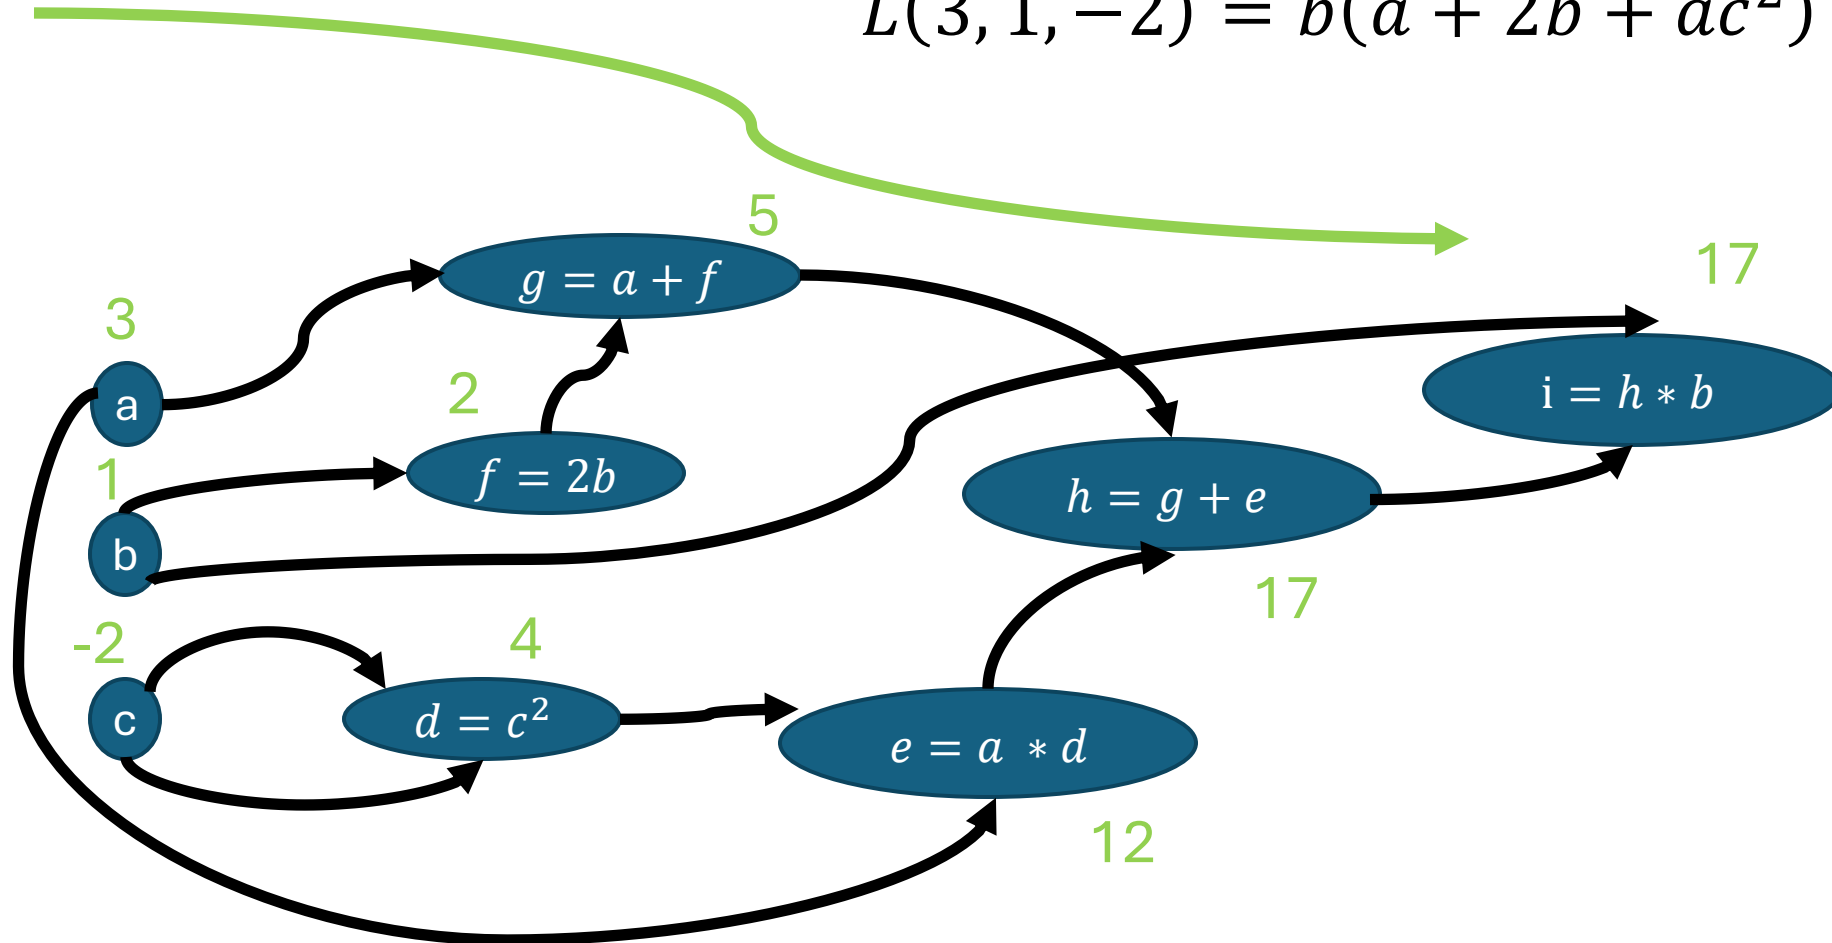 L(3, 1, −2) = b(a + 2b + ac²)
5
17
g = a + f
3
2
i = h ∗ b
a
1
f = 2b
h = g + e
b
17
-2
4
c
d = c²
e = a ∗ d
12